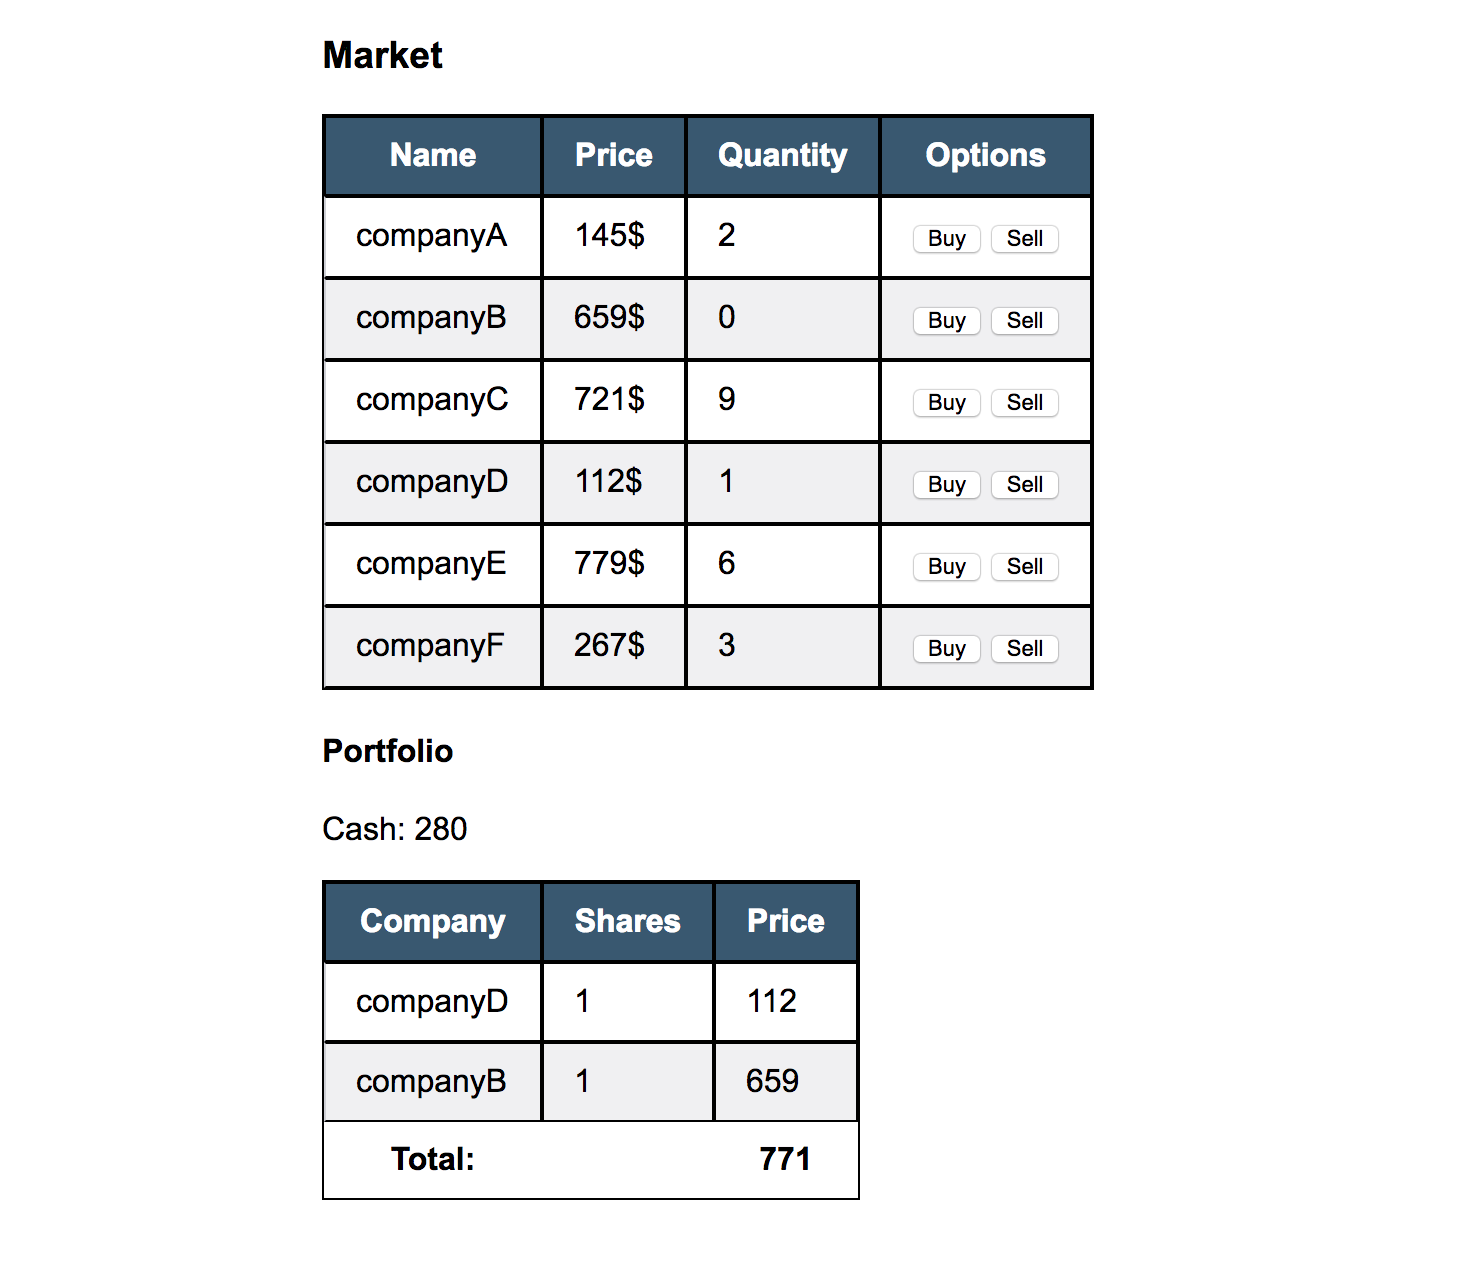 Market
Name Price Quantity Options
companyA 145$ 2 Buy Sell
companyB 659$ 0 Buy Sell
companyC 721$ 9 Buy Sell
companyD 112$ 1 Buy Sell
companyE 779$ 6 Buy Sell
companyF 267$ 3 Buy Sell
Portfolio
Cash: 280
Company Shares Price
companyD 1 112
companyB 1 659
Total: 771